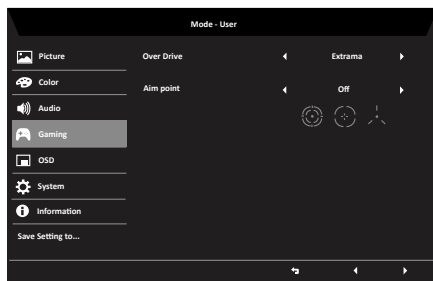 Mode - User
Picture
Over Drive
Extrama
Color
Aim point
Off
Audio
Gaming
OSD
System
Information
Save Setting to...